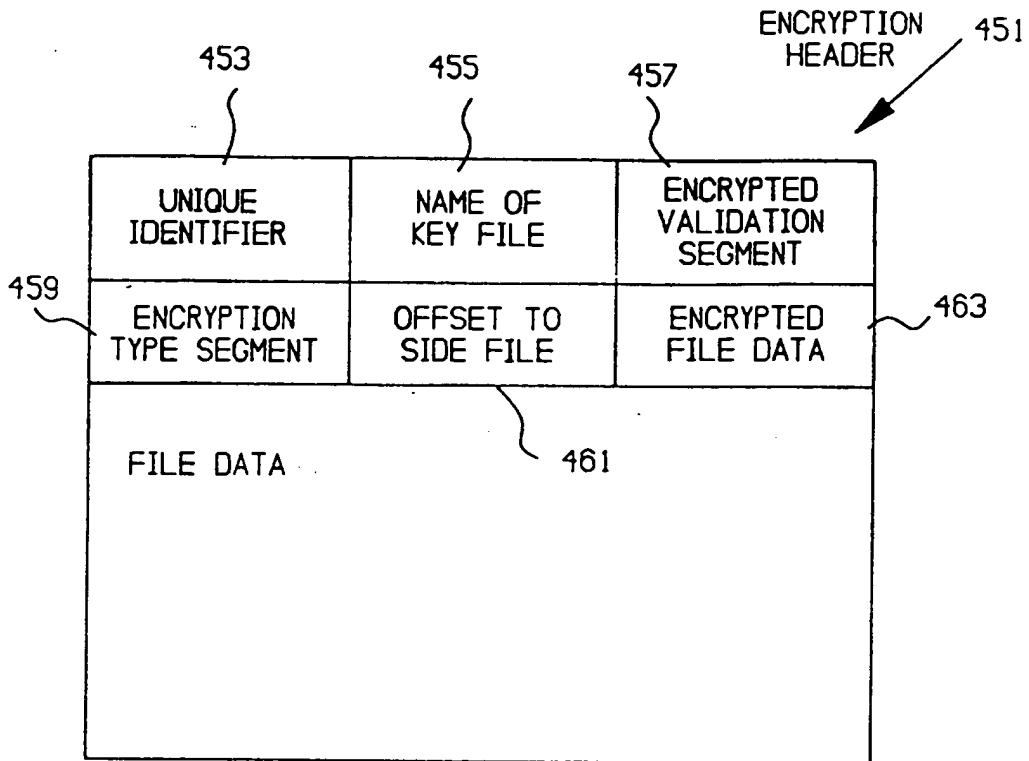 ENCRYPTION
HEADER
451
453
455
457
UNIQUE
IDENTIFIER
NAME OF
KEY FILE
ENCRYPTED
VALIDATION
SEGMENT
459
ENCRYPTION
TYPE SEGMENT
OFFSET TO
SIDE FILE
ENCRYPTED
FILE DATA
463
461
FILE DATA